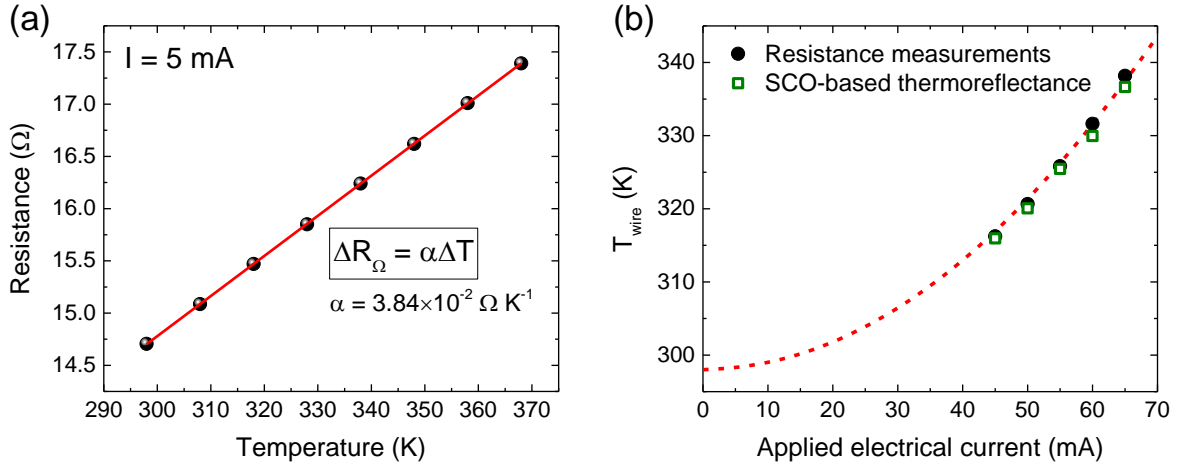 (a)
I = 5 mA
17.5
17.0
16.5
16.0
15.5
15.0
14.5
Resistance (Ω)
ΔR_Ω = αΔT
α = 3.84×10⁻² Ω K⁻¹
290 300 310 320 330 340 350 360 370
Temperature (K)
(b)
Resistance measurements
SCO-based thermoreflectance
340
330
320
310
300
T_wire (K)
0 10 20 30 40 50 60 70
Applied electrical current (mA)